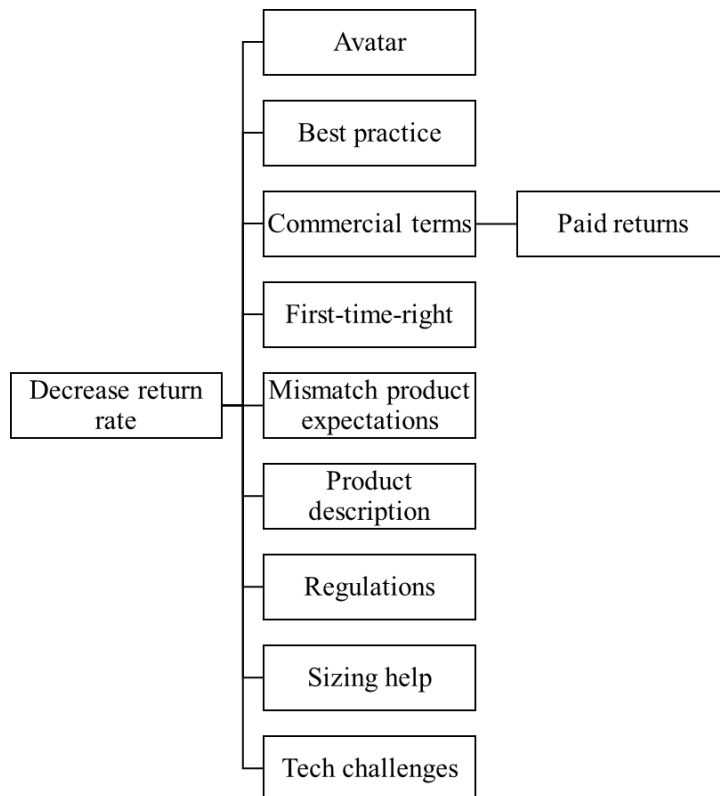 Avatar
Best practice
Commercial terms
Paid returns
First-time-right
Decrease return
rate
Mismatch product
expectations
Product
description
Regulations
Sizing help
Tech challenges